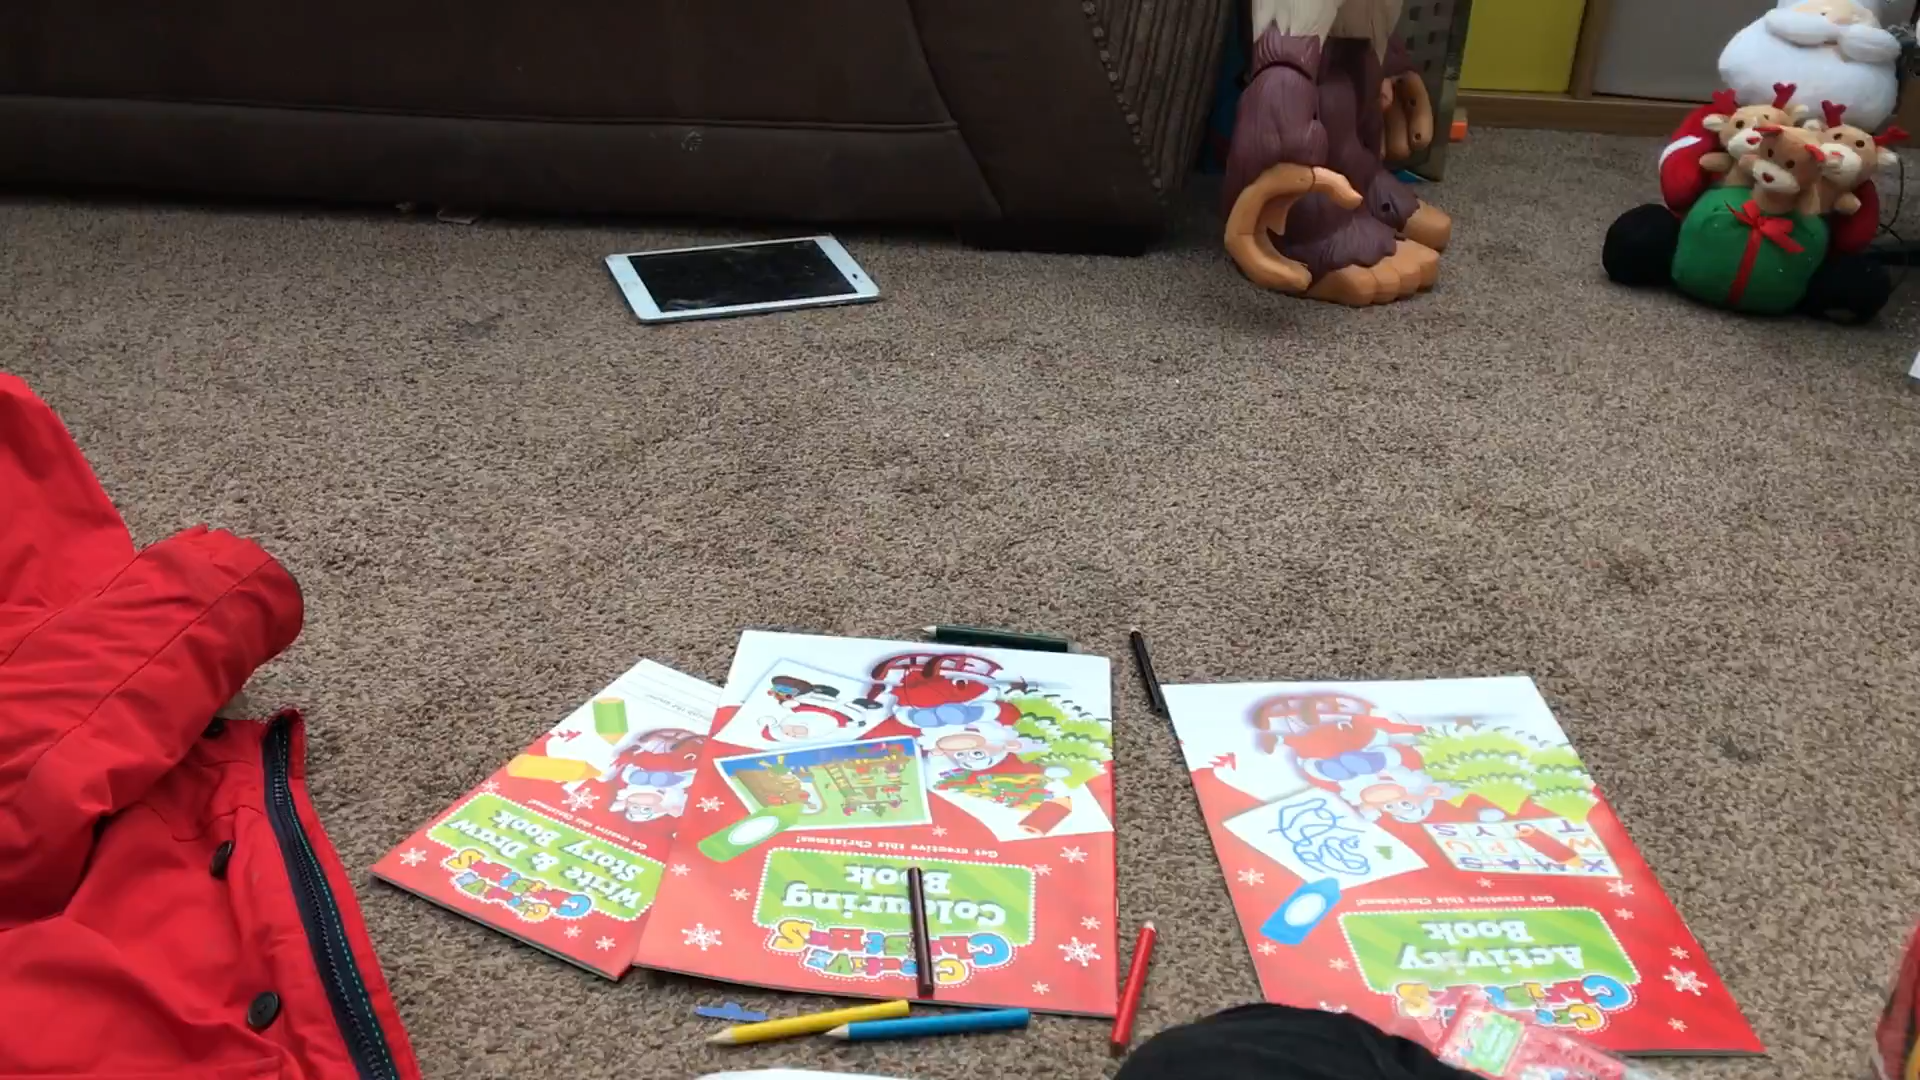 Creative
Christmas
Write & Draw
Story Book
Get creative this Christmas!
Creative
Christmas
Colouring
Book
Get creative this Christmas!
Creative
Christmas
Activity
Book
Get creative this Christmas!
XMAS